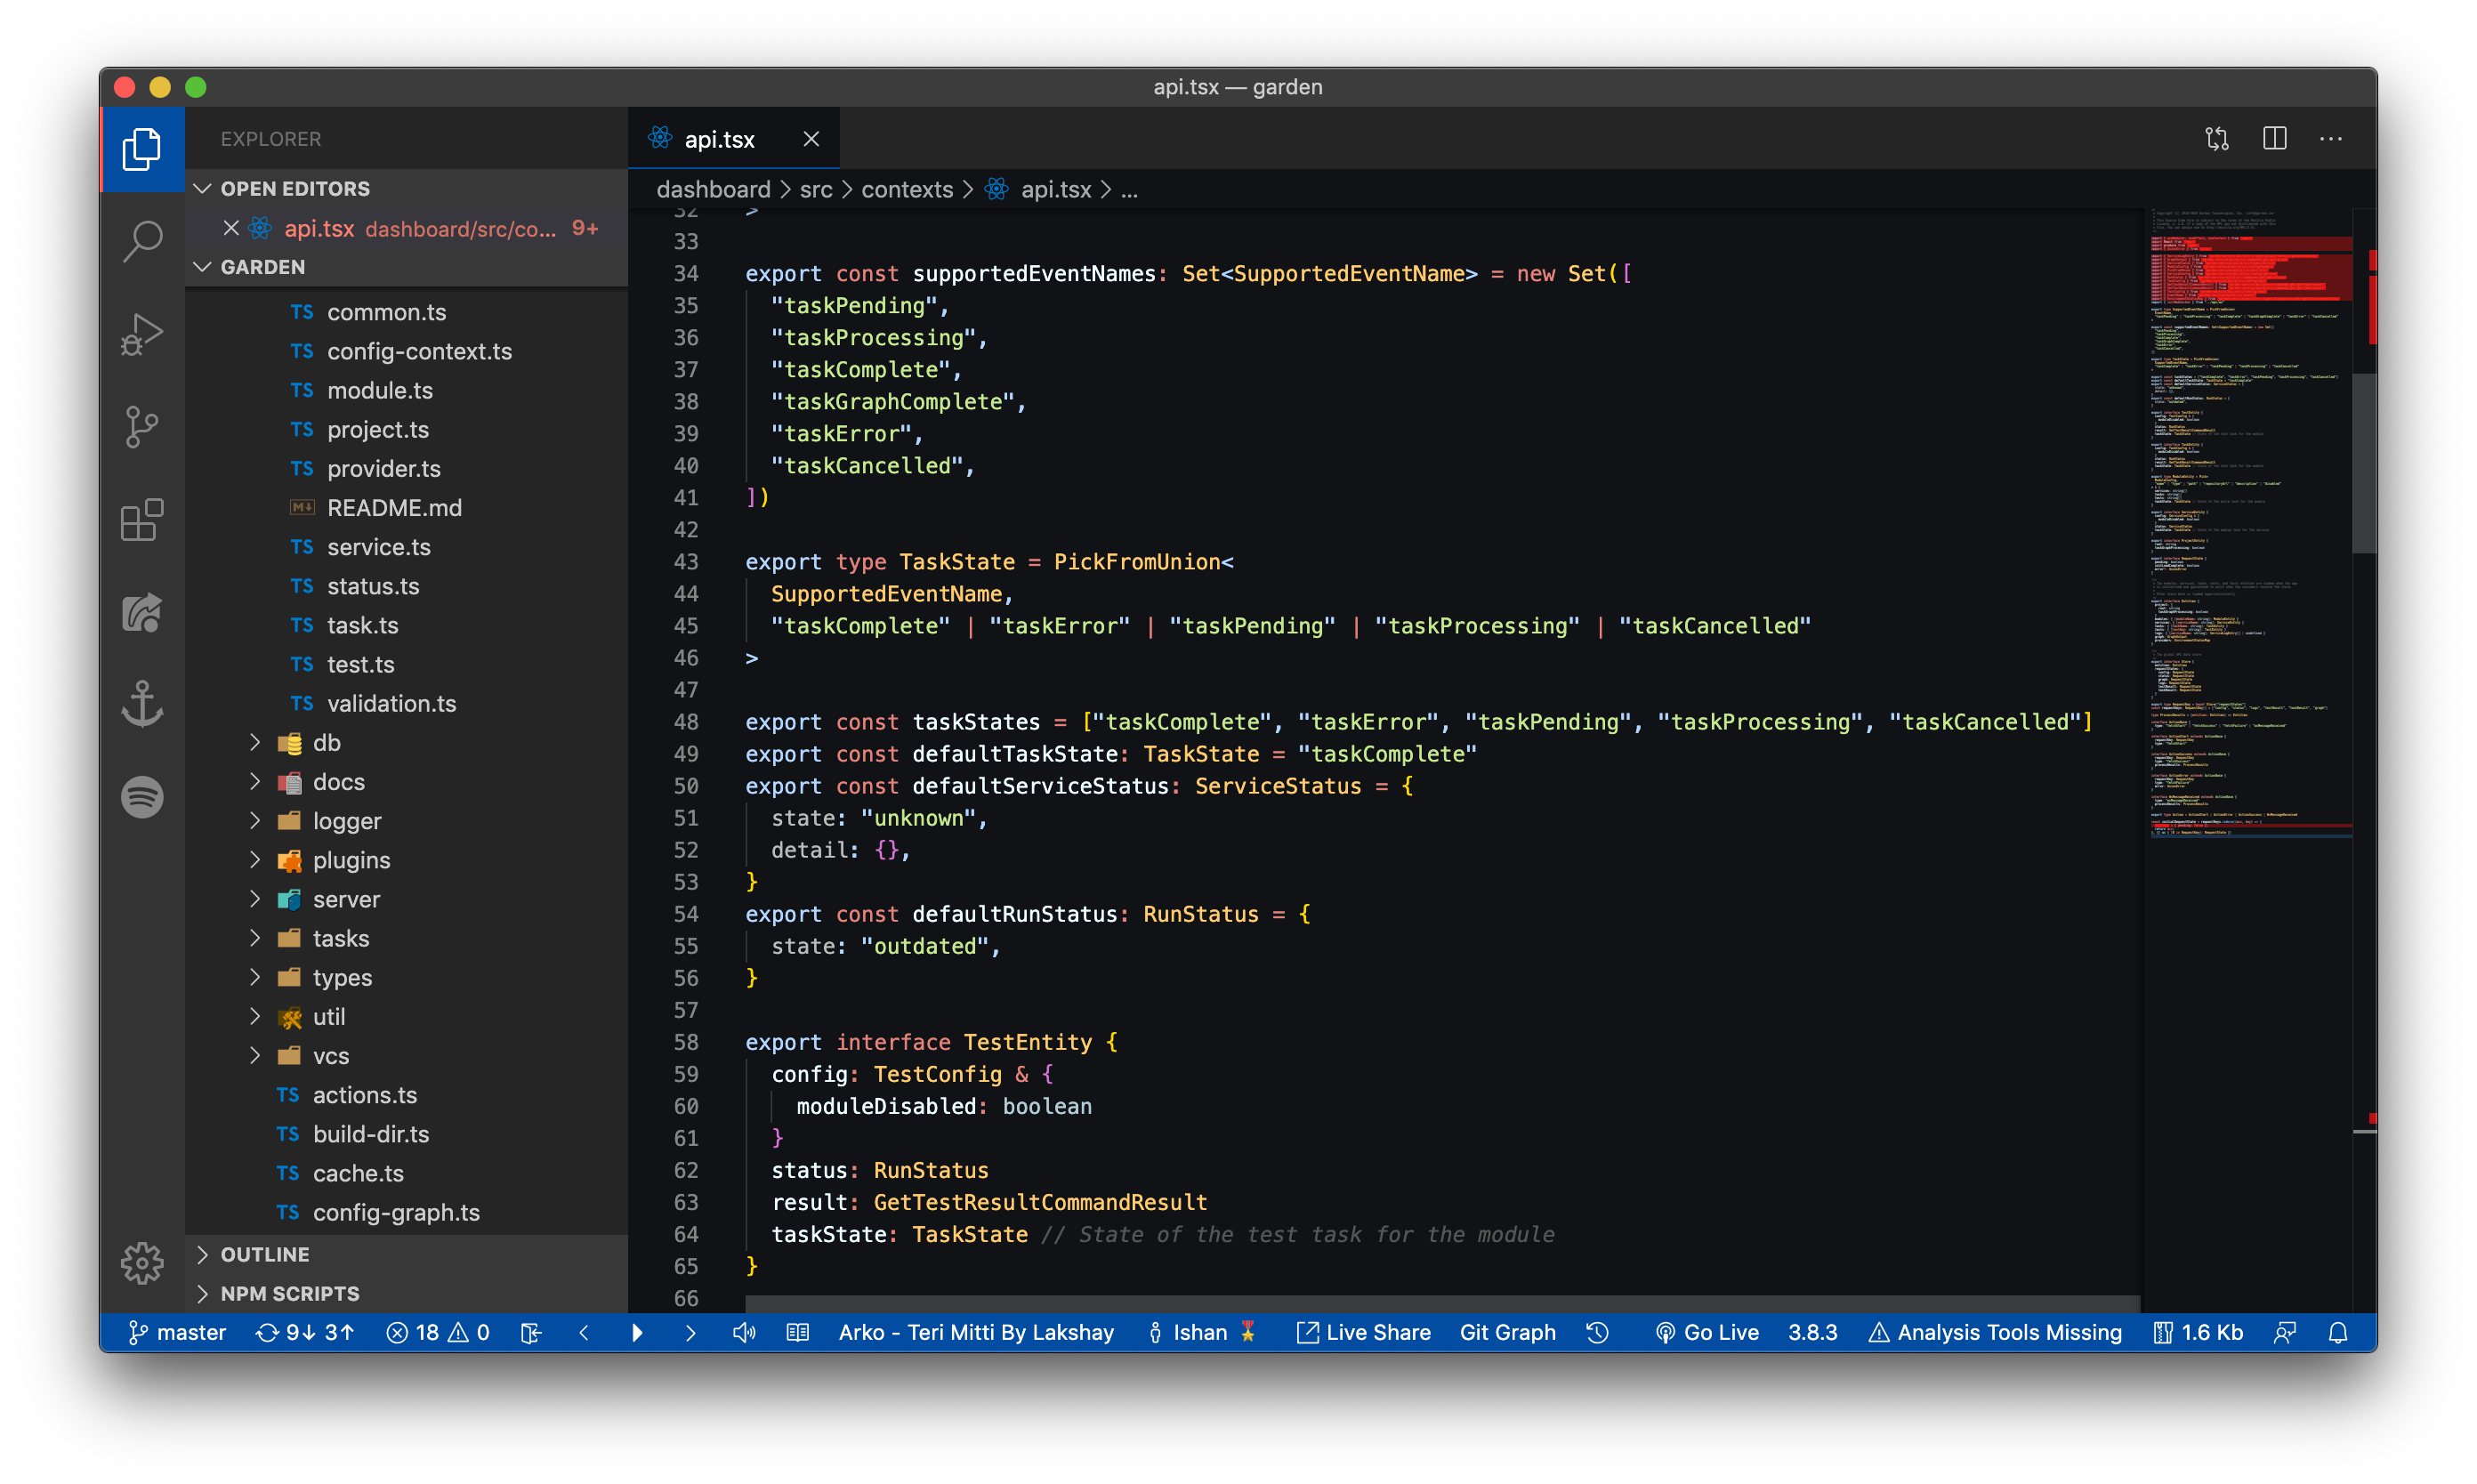 api.tsx — garden
EXPLORER
OPEN EDITORS
api.tsx dashboard/src/co... 9+
GARDEN
TS common.ts
TS config-context.ts
TS module.ts
TS project.ts
TS provider.ts
M↓ README.md
TS service.ts
TS status.ts
TS task.ts
TS test.ts
TS validation.ts
db
docs
logger
plugins
server
tasks
types
util
vcs
TS actions.ts
TS build-dir.ts
TS cache.ts
TS config-graph.ts
OUTLINE
NPM SCRIPTS
api.tsx
dashboard > src > contexts > api.tsx > ...
32 >
33
34 export const supportedEventNames: Set<SupportedEventName> = new Set([
35   "taskPending",
36   "taskProcessing",
37   "taskComplete",
38   "taskGraphComplete",
39   "taskError",
40   "taskCancelled",
41 ])
42
43 export type TaskState = PickFromUnion<
44   SupportedEventName,
45   "taskComplete" | "taskError" | "taskPending" | "taskProcessing" | "taskCancelled"
46 >
47
48 export const taskStates = ["taskComplete", "taskError", "taskPending", "taskProcessing", "taskCancelled"]
49 export const defaultTaskState: TaskState = "taskComplete"
50 export const defaultServiceStatus: ServiceStatus = {
51   state: "unknown",
52   detail: {},
53 }
54 export const defaultRunStatus: RunStatus = {
55   state: "outdated",
56 }
57
58 export interface TestEntity {
59   config: TestConfig & {
60     moduleDisabled: boolean
61   }
62   status: RunStatus
63   result: GetTestResultCommandResult
64   taskState: TaskState // State of the test task for the module
65 }
66
master 9↓ 3↑ 18 0 Arko - Teri Mitti By Lakshay Ishan 🎖 Live Share Git Graph Go Live 3.8.3 Analysis Tools Missing 1.6 Kb